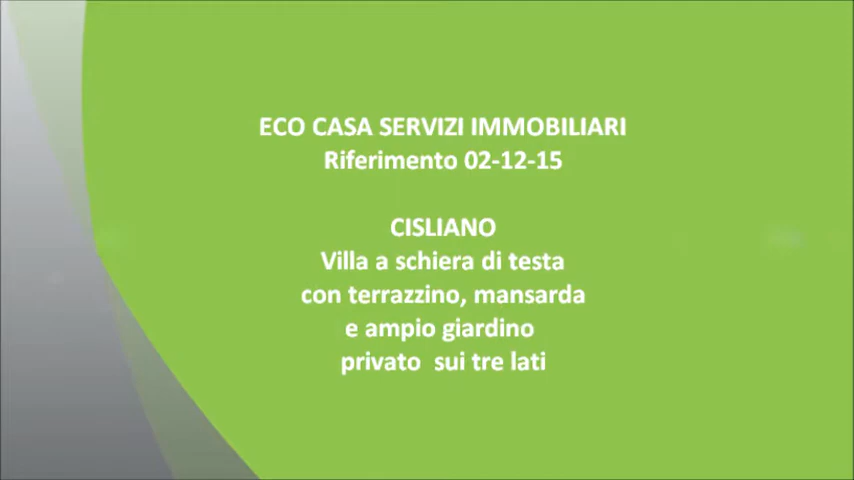 ECO CASA SERVIZI IMMOBILIARI
Riferimento 02-12-15
CISLIANO
Villa a schiera di testa
con terrazzino, mansarda
e ampio giardino
privato  sui tre lati